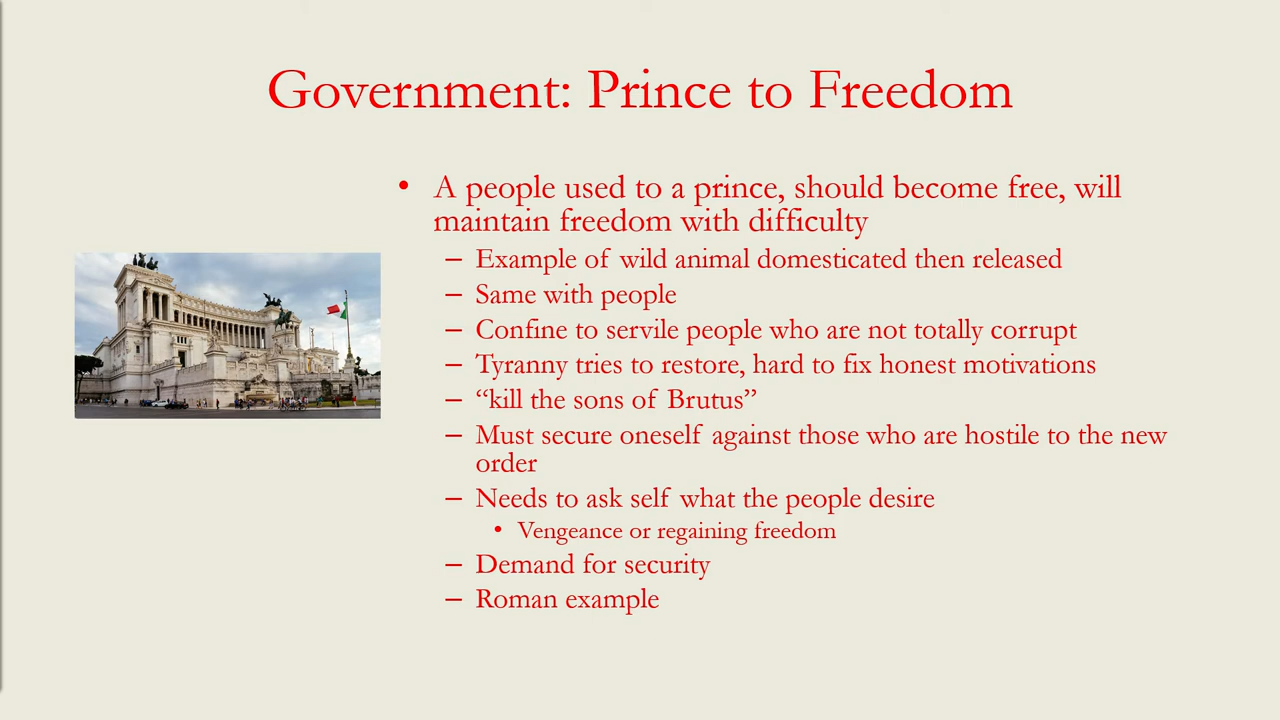 Government: Prince to Freedom
• A people used to a prince, should become free, will
maintain freedom with difficulty
– Example of wild animal domesticated then released
– Same with people
– Confine to servile people who are not totally corrupt
– Tyranny tries to restore, hard to fix honest motivations
– “kill the sons of Brutus”
– Must secure oneself against those who are hostile to the new
order
– Needs to ask self what the people desire
• Vengeance or regaining freedom
– Demand for security
– Roman example